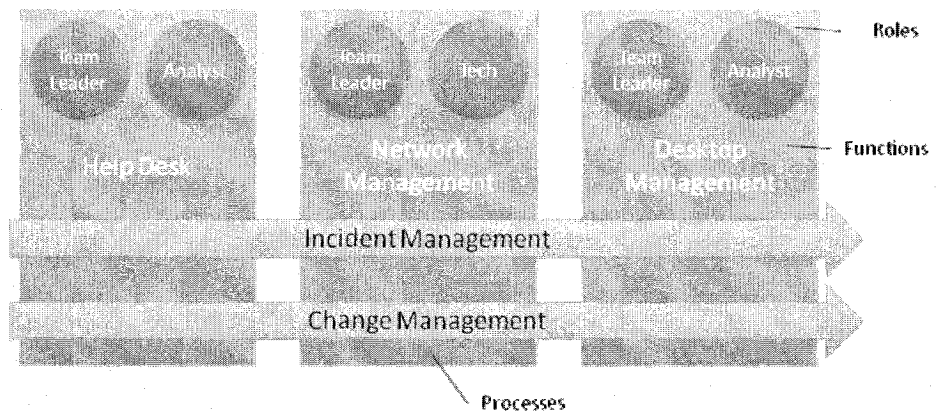 Team
Leader
Analyst
Team
Leader
Tech
Team
Leader
Analyst
Roles
Help Desk
Network
Management
Desktop
Management
Functions
Incident Management
Change Management
Processes